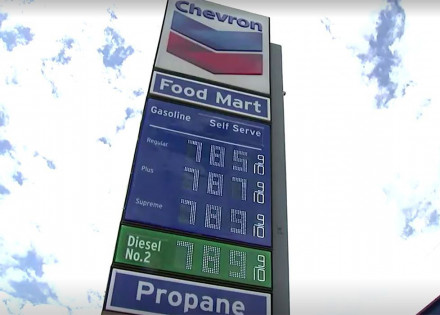 Chevron
Food Mart
Gasoline Self Serve
Regular 785 9/10
Plus 787 9/10
Supreme 789 9/10
Diesel
No.2 789 9/10
Propane